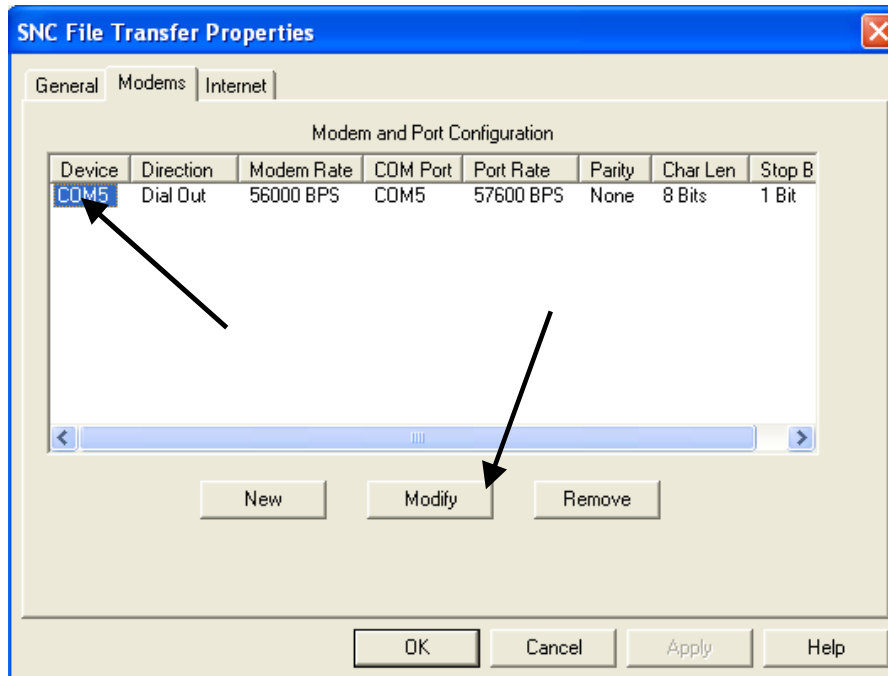 SNC File Transfer Properties
General Modems Internet
Modem and Port Configuration
Device Direction Modem Rate COM Port Port Rate Parity Char Len Stop B
COM5 Dial Out 56000 BPS COM5 57600 BPS None 8 Bits 1 Bit
New Modify Remove
OK Cancel Apply Help